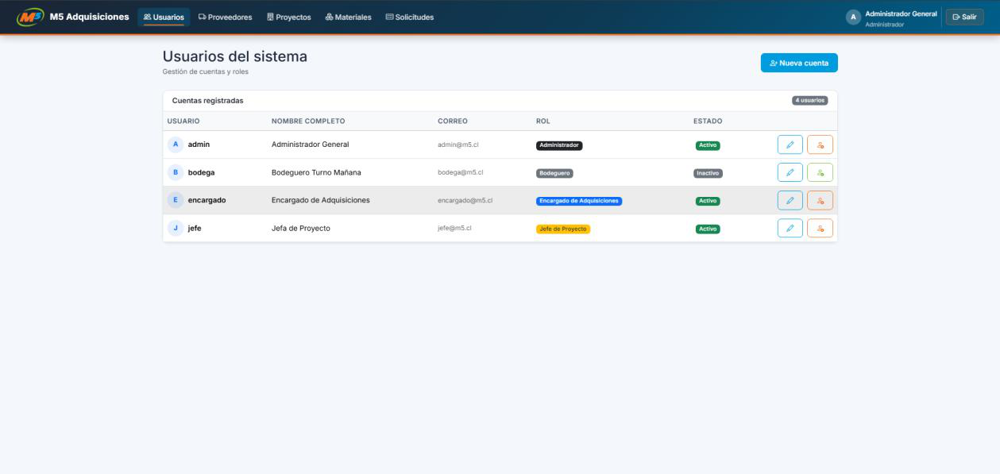 M5 M5 Adquisiciones Usuarios Proveedores Proyectos Materiales Solicitudes A Administrador General Salir
Administrador
Usuarios del sistema
Gestión de cuentas y roles
Nueva cuenta
Cuentas registradas 4 usuarios
USUARIO NOMBRE COMPLETO CORREO ROL ESTADO
A admin Administrador General admin@m5.cl Administrador Activo
B bodega Bodeguero Turno Mañana bodega@m5.cl Bodeguero Inactivo
E encargado Encargado de Adquisiciones encargado@m5.cl Encargado de Adquisiciones Activo
J jefe Jefa de Proyecto jefe@m5.cl Jefe de Proyecto Activo